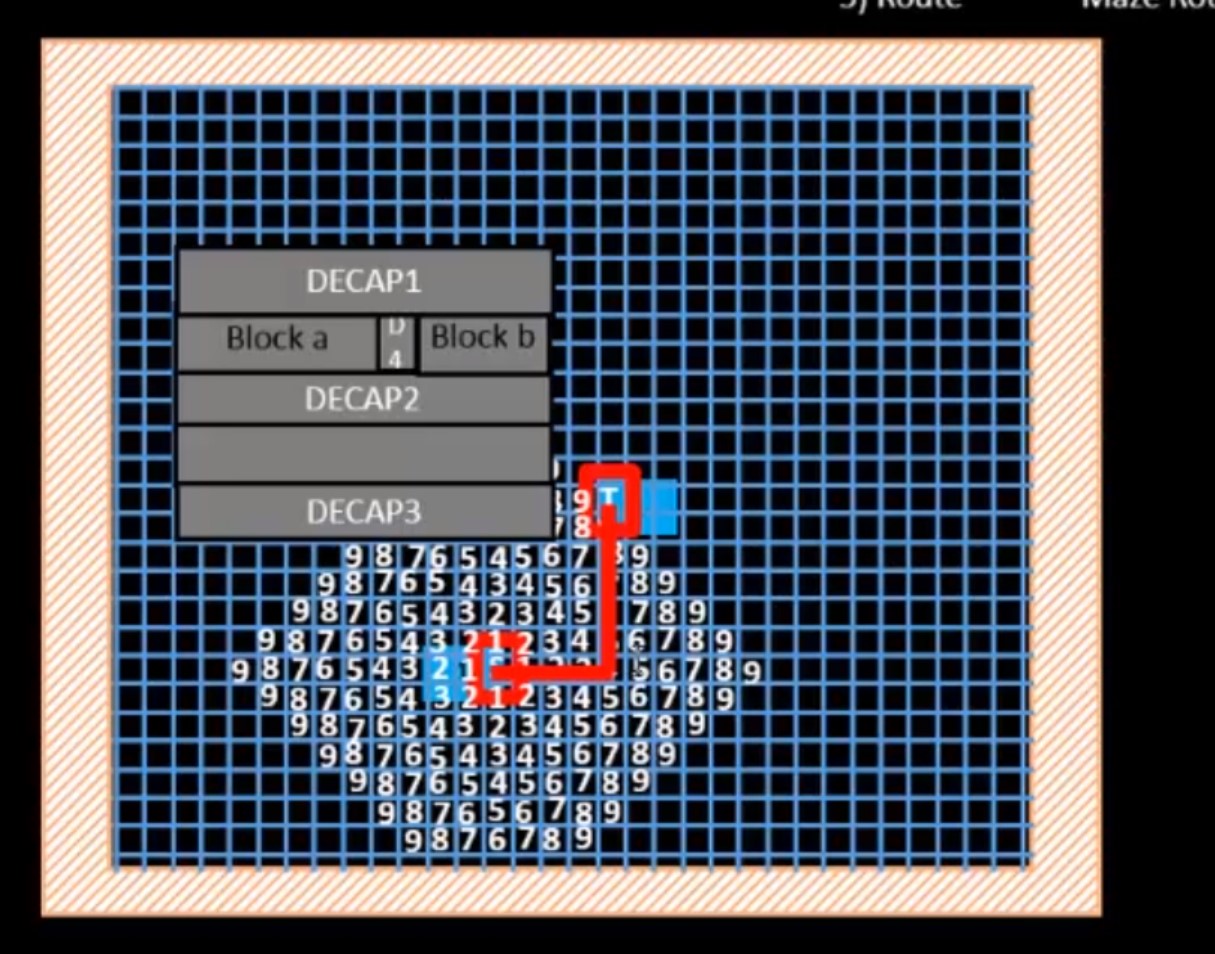 Route Maze
DECAP1
Block a D Block b
4
DECAP2
9 T
DECAP3
7 8
9 8 7 6 5 4 5 6 7 8 9
9 8 7 6 5 4 3 4 5 6 8 9
9 8 7 6 5 4 3 2 3 4 5 7 8 9
9 8 7 6 5 4 3 2 1 2 3 4 6 7 8 9
9 8 7 6 5 4 3 2 1 S 5 6 7 8 9
9 8 7 6 5 4 3 2 1 2 3 4 5 6 7 8 9
9 8 7 6 5 4 3 2 3 4 5 6 7 8 9
9 8 7 6 5 4 3 4 5 6 7 8 9
9 8 7 6 5 4 5 6 7 8 9
9 8 7 6 5 6 7 8 9
9 8 7 6 7 8 9